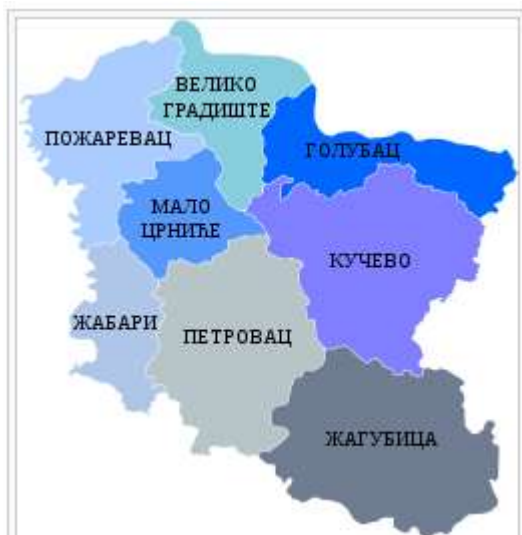 ВЕЛИКО
ГРАДИШТЕ
ПОЖАРЕВАЦ
ГОЛУБАЦ
МАЛО
ЦРНИЋЕ
КУЧЕВО
ЖАБАРИ
ПЕТРОВАЦ
ЖАГУБИЦА